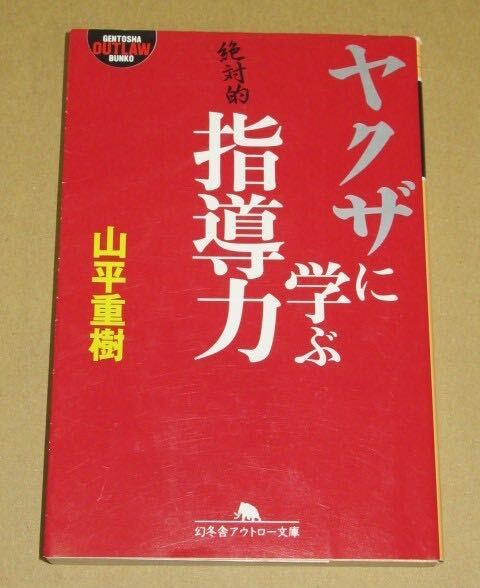 GENTOSHA
OUTLAW
BUNKO
ヤクザに
学ぶ
絶対的
指導力
山平重樹
幻冬舎アウトロー文庫